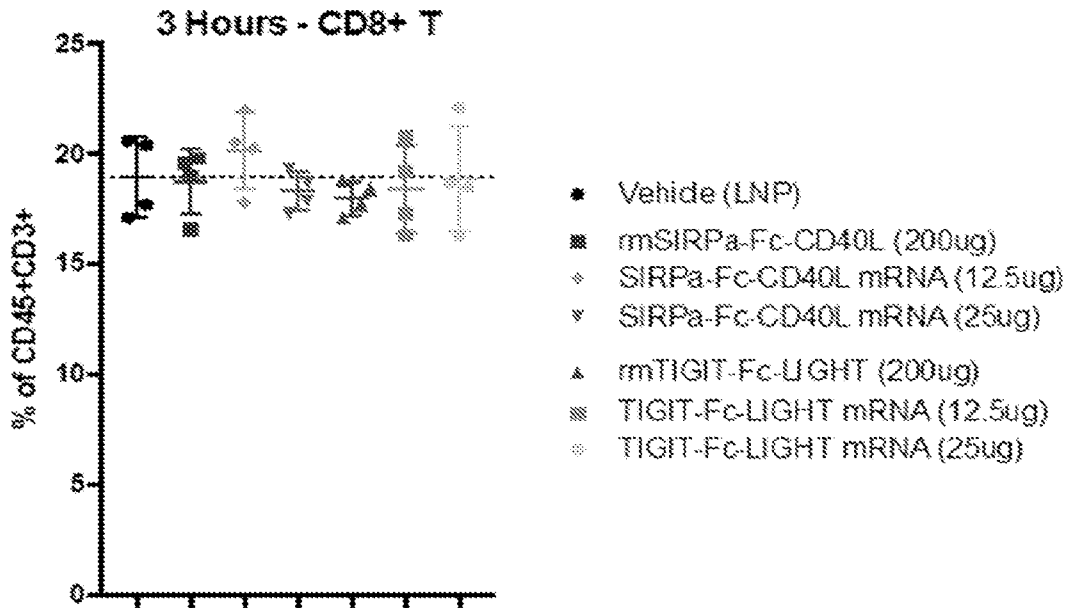 3 Hours - CD8+ T
% of CD45+CD3+
25
20
15
10
5
0
Vehicle (LNP)
rmSIRPa-Fc-CD40L (200ug)
SIRPa-Fc-CD40L mRNA (12.5ug)
SIRPa-Fc-CD40L mRNA (25ug)
rmTIGIT-Fc-LIGHT (200ug)
TIGIT-Fc-LIGHT mRNA (12.5ug)
TIGIT-Fc-LIGHT mRNA (25ug)